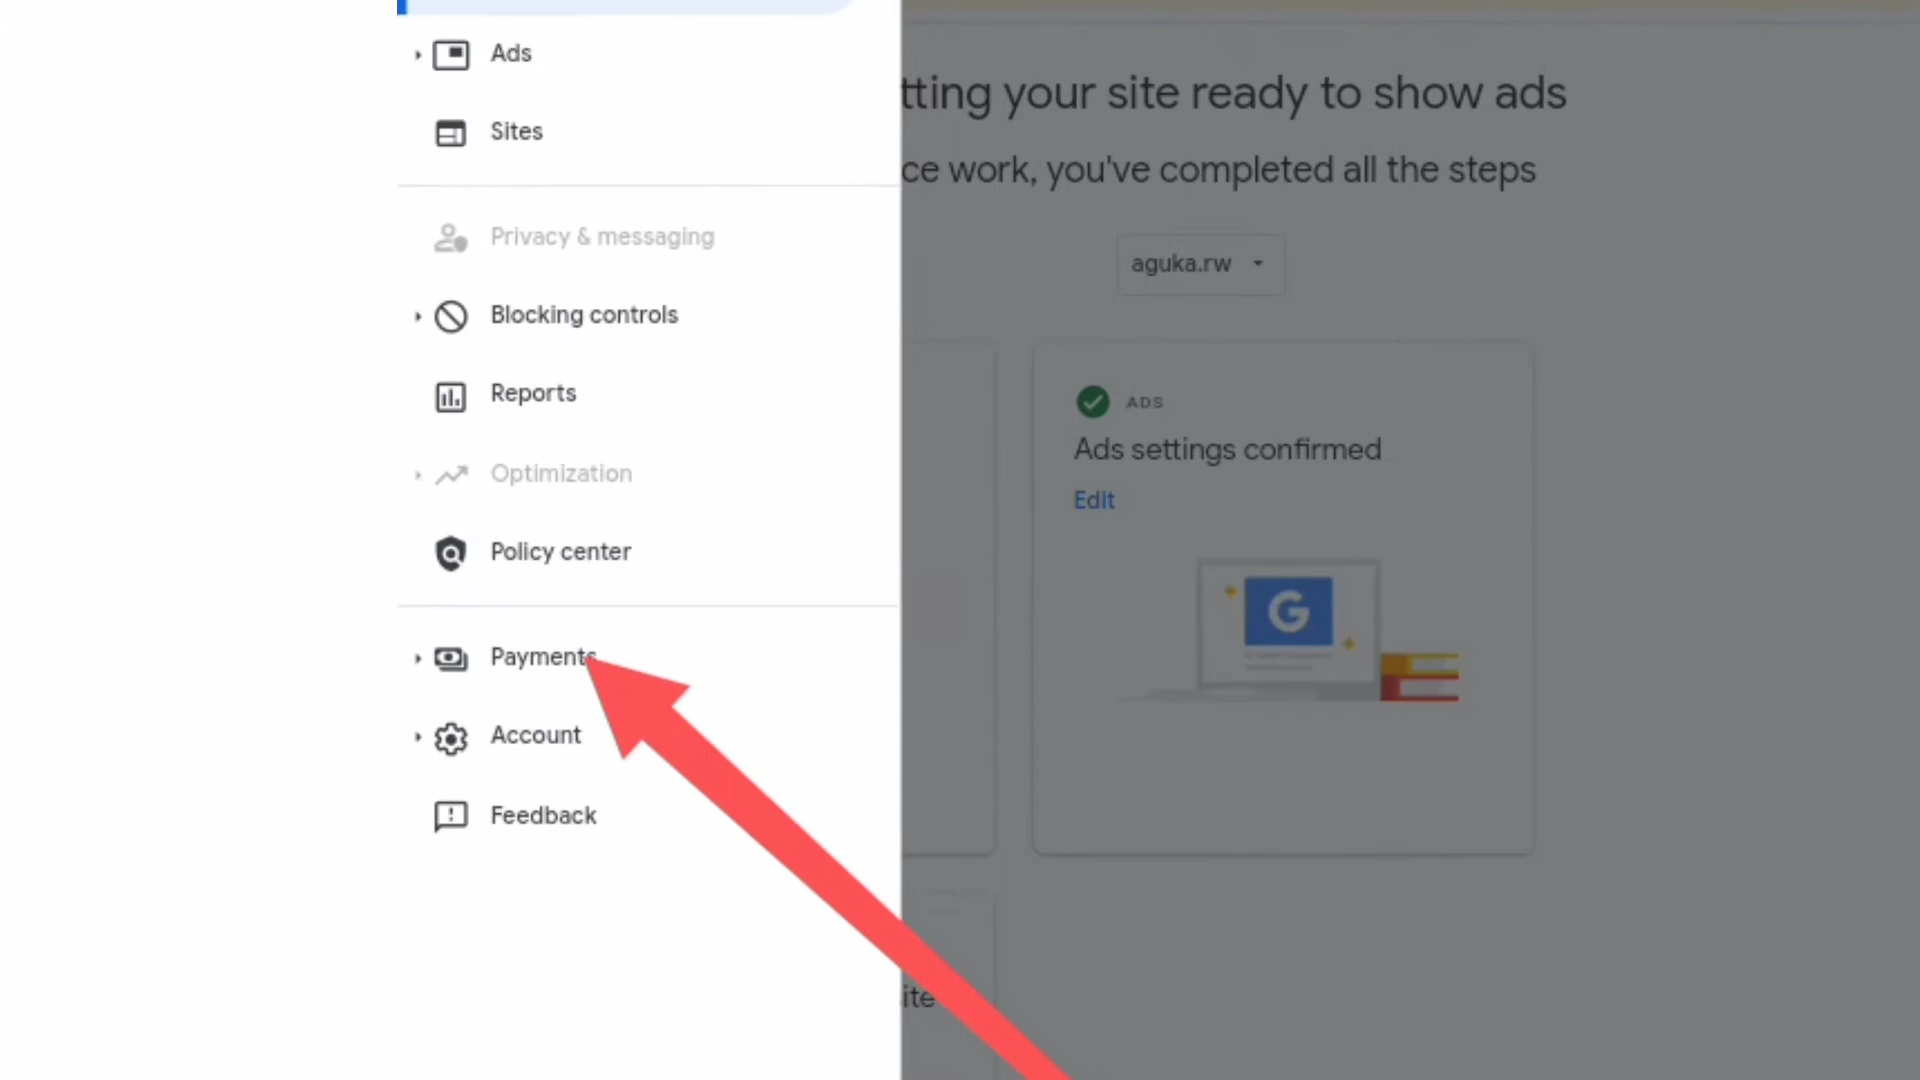 Ads
Sites
Privacy & messaging
Blocking controls
Reports
Optimization
Policy center
Payments
Account
Feedback
tting your site ready to show ads
ce work, you've completed all the steps
aguka.rw
ADS
Ads settings confirmed
Edit
G
ite